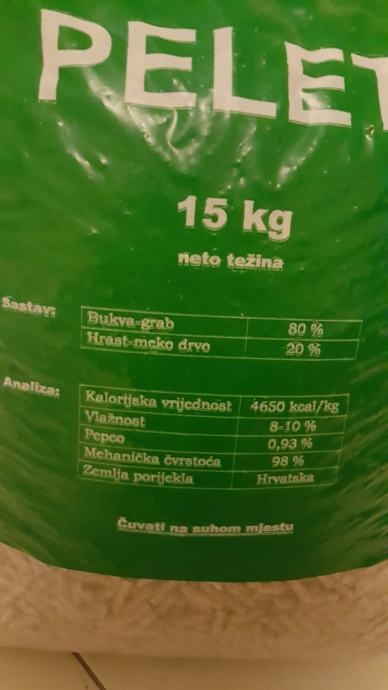 PELET
15 kg
neto težina
Sastav:
Bukva-grab 80 %
Hrast-meko drvo 20 %
Analiza:
Kalorijska vrijednost 4650 kcal/kg
Vlažnost 8-10 %
Pepeo 0,93 %
Mehanička čvrstoća 98 %
Zemlja porijekla Hrvatska
Čuvati na suhom mjestu